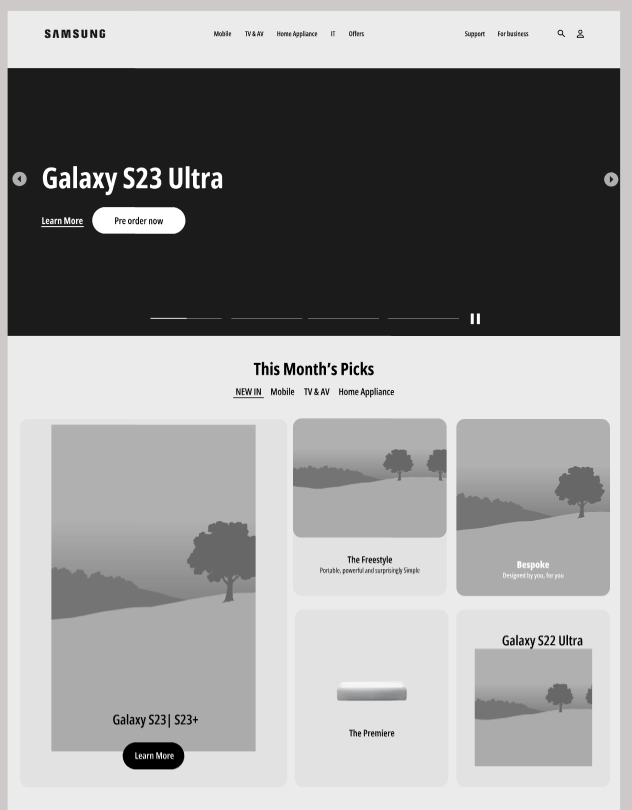 SAMSUNG
Mobile TV & AV Home Appliance IT Offers Support For business
Galaxy S23 Ultra
Learn More Pre order now
This Month's Picks
NEW IN Mobile TV & AV Home Appliance
The Freestyle
Portable, powerful and surprisingly Simple
Bespoke
Designed by you, for you
Galaxy S22 Ultra
Galaxy S23| S23+
Learn More
The Premiere